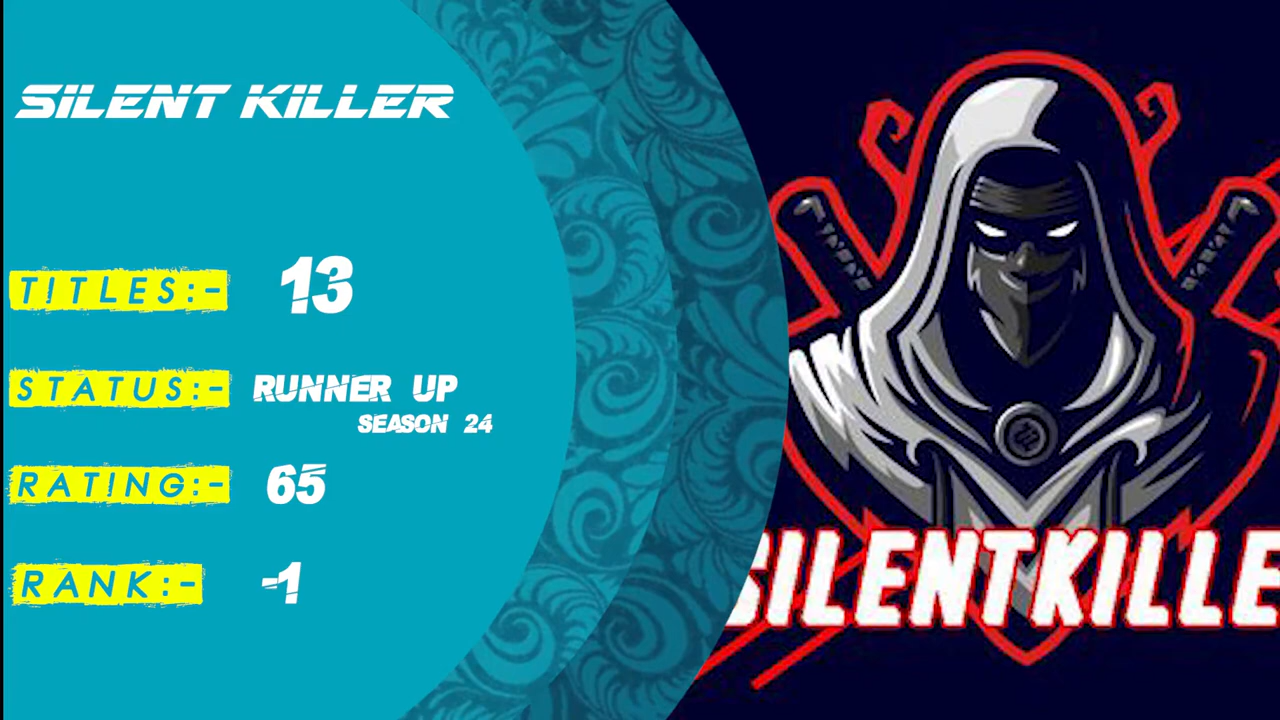 SILENT KILLER
TITLES:- 13
STATUS:- RUNNER UP
SEASON 24
RATING:- 65
RANK:- -1
SILENTKILLE